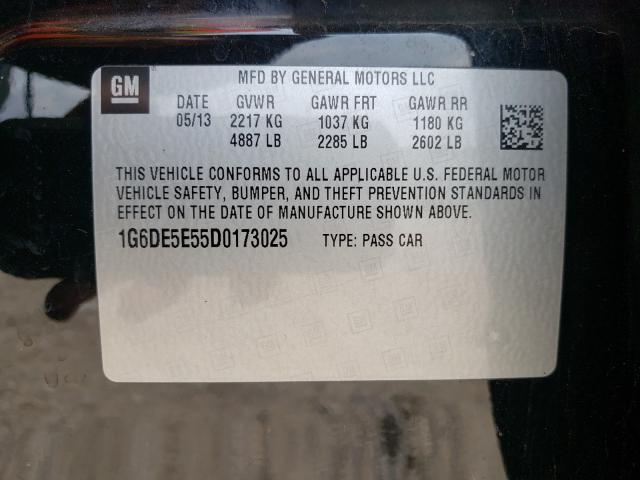 GM
MFD BY GENERAL MOTORS LLC
DATE GVWR GAWR FRT GAWR RR
05/13 2217 KG 1037 KG 1180 KG
4887 LB 2285 LB 2602 LB
THIS VEHICLE CONFORMS TO ALL APPLICABLE U.S. FEDERAL MOTOR
VEHICLE SAFETY, BUMPER, AND THEFT PREVENTION STANDARDS IN
EFFECT ON THE DATE OF MANUFACTURE SHOWN ABOVE.
1G6DE5E55D0173025 TYPE: PASS CAR